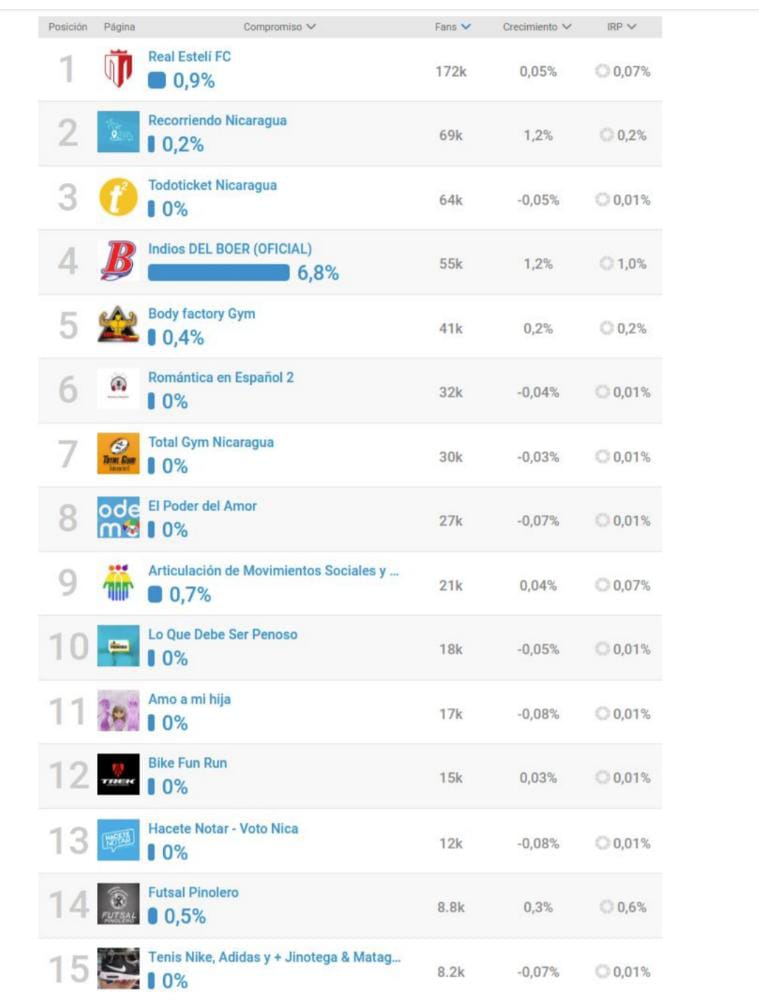 Posición Página Compromiso Fans Crecimiento IRP
1 Real Estelí FC
0,9% 172k 0,05% 0,07%
2 Recorriendo Nicaragua
0,2% 69k 1,2% 0,2%
3 t2 Todoticket Nicaragua
0% 64k -0,05% 0,01%
4 B Indios DEL BOER (OFICIAL)
6,8% 55k 1,2% 1,0%
5 Body factory Gym
0,4% 41k 0,2% 0,2%
6 Romántica en Español 2
0% 32k -0,04% 0,01%
7 Total Gym Nicaragua
0% 30k -0,03% 0,01%
8 ode El Poder del Amor
0% 27k -0,07% 0,01%
9 Articulación de Movimientos Sociales y ...
0,7% 21k 0,04% 0,07%
10 Lo Que Debe Ser Penoso
0% 18k -0,05% 0,01%
11 Amo a mi hija
0% 17k -0,08% 0,01%
12 TREK Bike Fun Run
0% 15k 0,03% 0,01%
13 HACETE NOTAR Hacete Notar - Voto Nica
0% 12k -0,08% 0,01%
14 FUTSAL PINOLERO Futsal Pinolero
0,5% 8.8k 0,3% 0,6%
15 Tenis Nike, Adidas y + Jinotega & Matag...
0% 8.2k -0,07% 0,01%